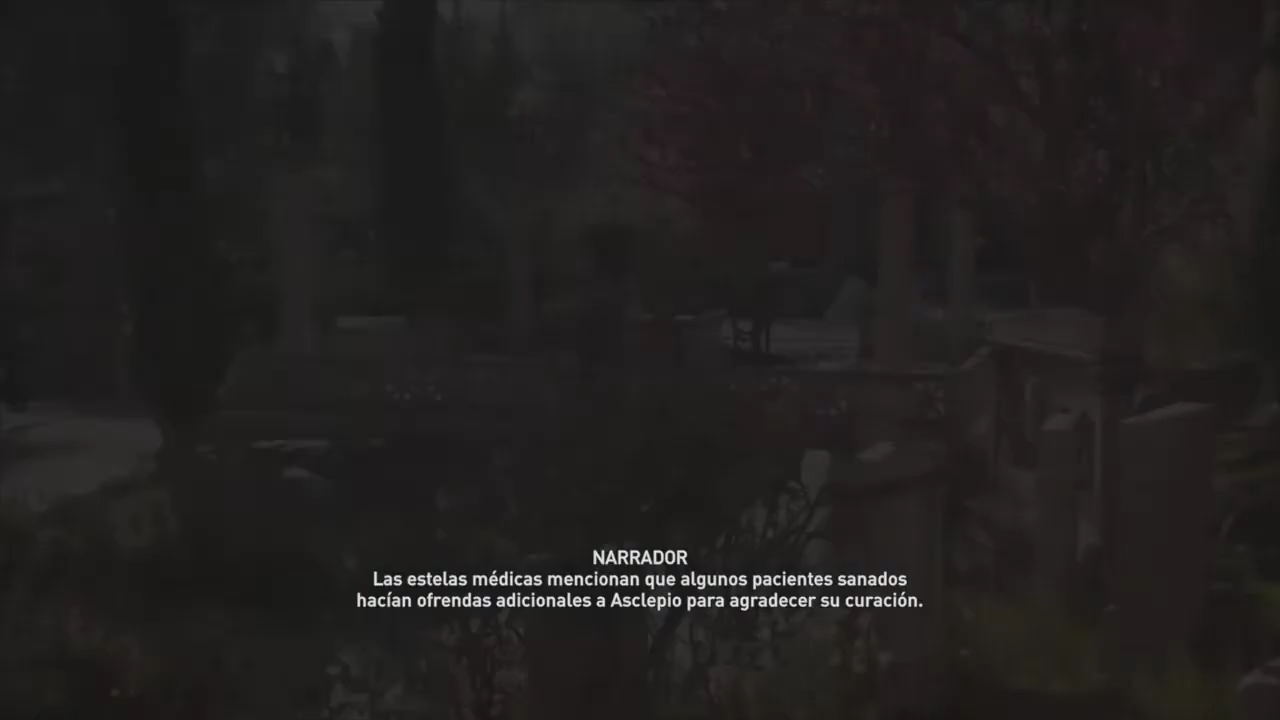 NARRADOR
Las estelas médicas mencionan que algunos pacientes sanados
hacían ofrendas adicionales a Asclepio para agradecer su curación.